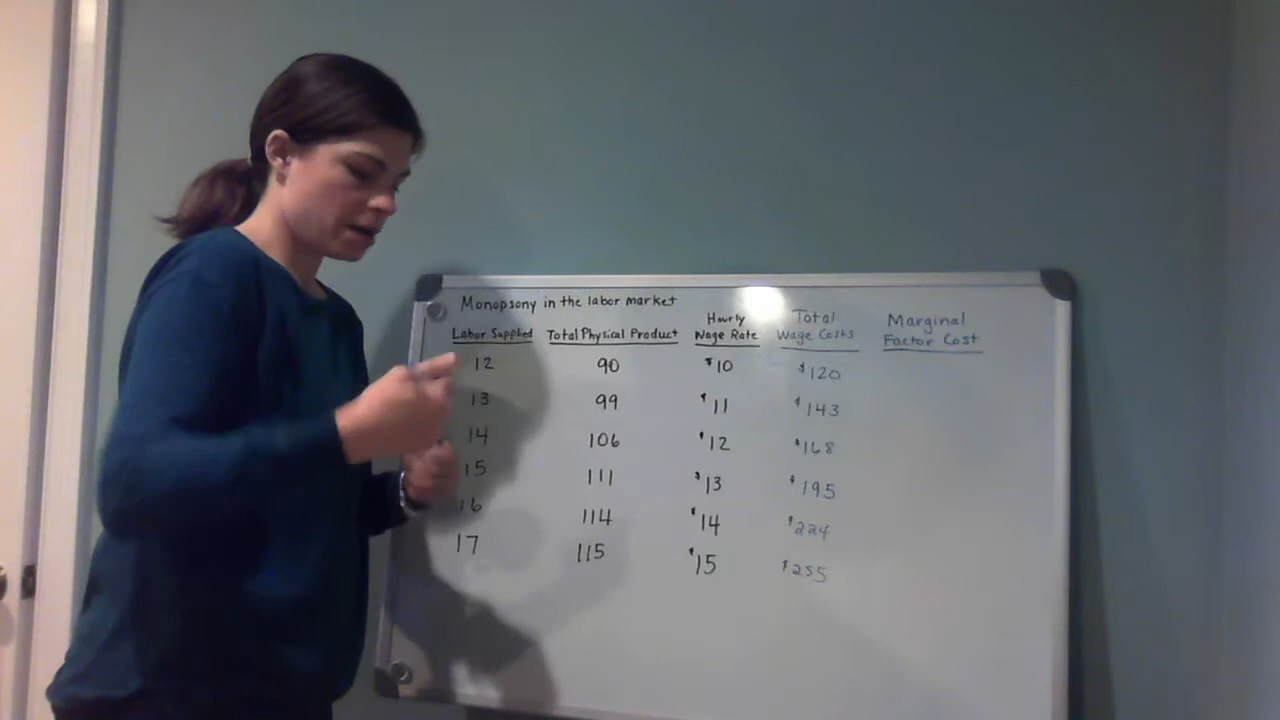 Monopsony in the labor market
Labor Supplied Total Physical Product Hourly Wage Rate Total Wage Costs Marginal Factor Cost
12 90 $10 $120
13 99 $11 $143
14 106 $12 $168
15 111 $13 $195
16 114 $14 $224
17 115 $15 $255